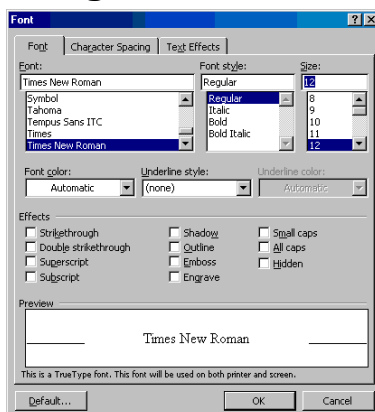 Font
Font Character Spacing Text Effects
Font: Font style: Size:
Times New Roman Regular 12
Symbol Regular 8
Tahoma Italic 9
Tempus Sans ITC Bold 10
Times Bold Italic 11
Times New Roman 12
Font color: Underline style: Underline color:
Automatic (none) Automatic
Effects
Strikethrough Shadow Small caps
Double strikethrough Outline All caps
Superscript Emboss Hidden
Subscript Engrave
Preview
Times New Roman
This is a TrueType font. This font will be used on both printer and screen.
Default... OK Cancel